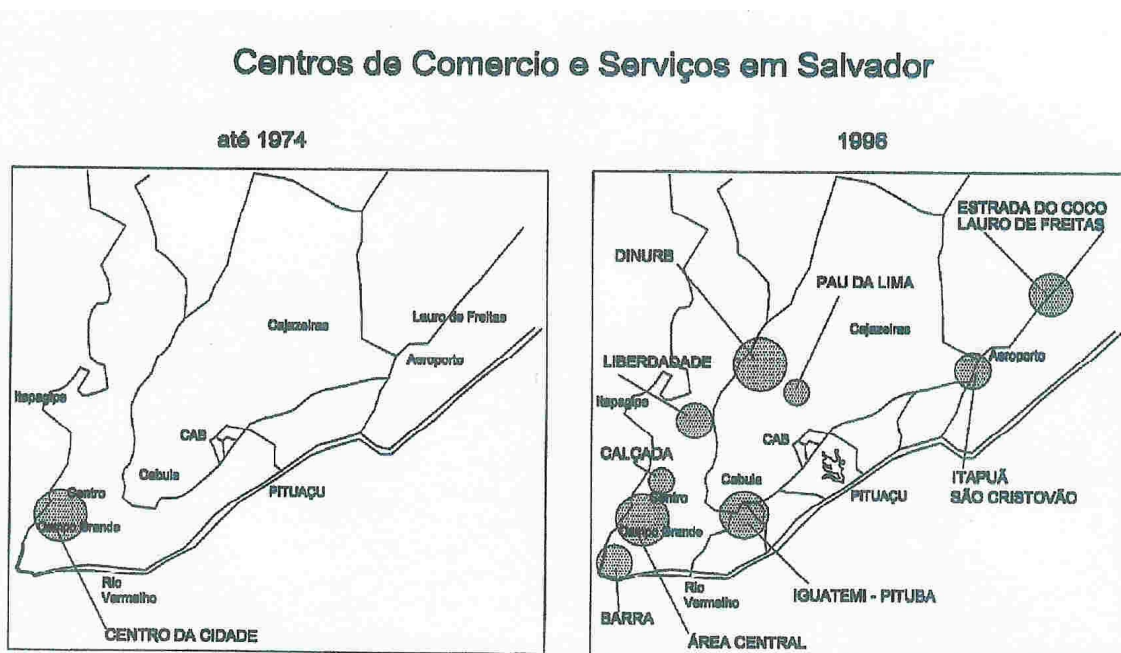 Centros de Comercio e Serviços em Salvador
até 1974
Cajazeiras
Lauro de Freitas
Aeroporto
Itapagipe
CAB
Cabula
PITUAÇU
Centro
Campo Grande
Rio
Vermelho
CENTRO DA CIDADE
1996
ESTRADA DO COCO
LAURO DE FREITAS
DINURB
PAU DA LIMA
Cajazeiras
Aeroporto
LIBERDADADE
Itapagipe
CAB
CALÇADA
Cabula
PITUAÇU
ITAPUÃ
SÃO CRISTOVÃO
Centro
Campo Grande
Rio
Vermelho
IGUATEMI - PITUBA
BARRA
ÁREA CENTRAL